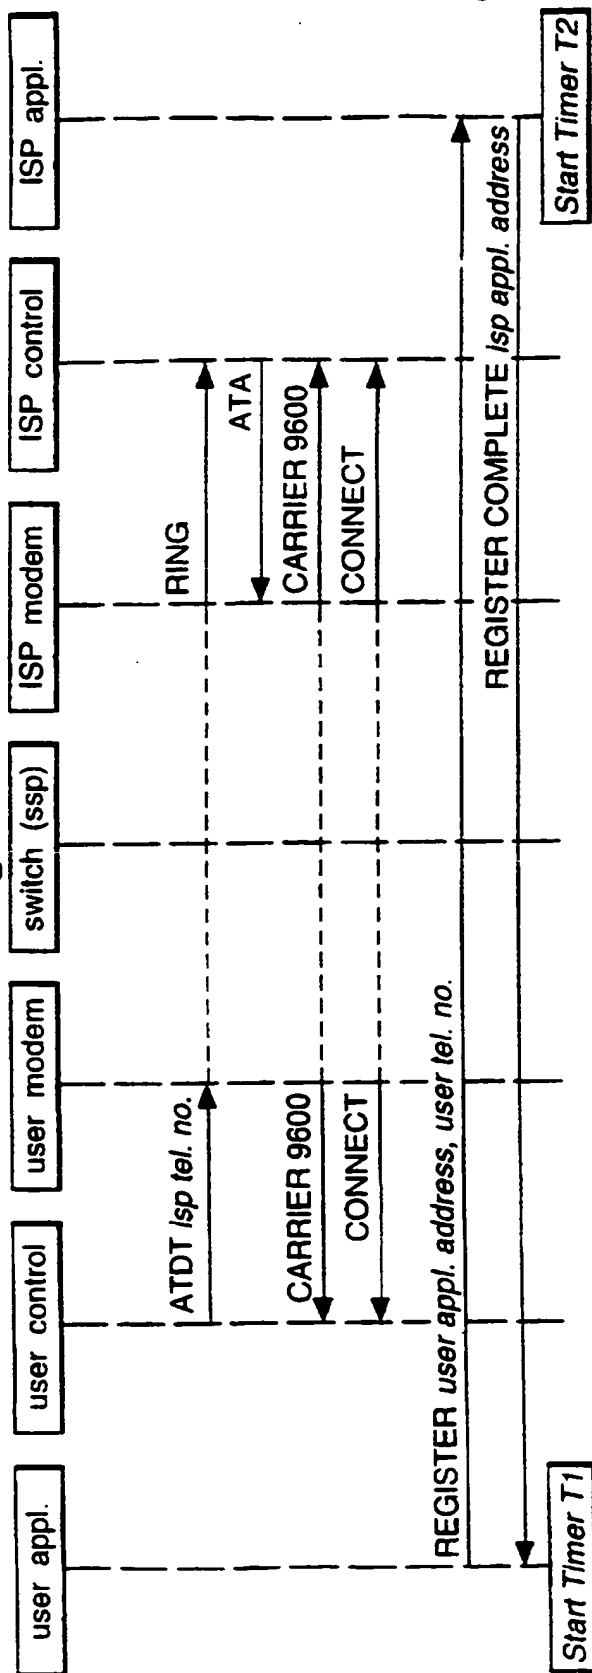 user appl.
user control
user modem
switch (ssp)
ISP modem
ISP control
ISP appl.
ATDT Isp tel. no.
RING
ATA
CARRIER 9600
CARRIER 9600
CONNECT
CONNECT
REGISTER user appl. address, user tel. no.
REGISTER COMPLETE Isp appl. address
Start Timer T1
Start Timer T2